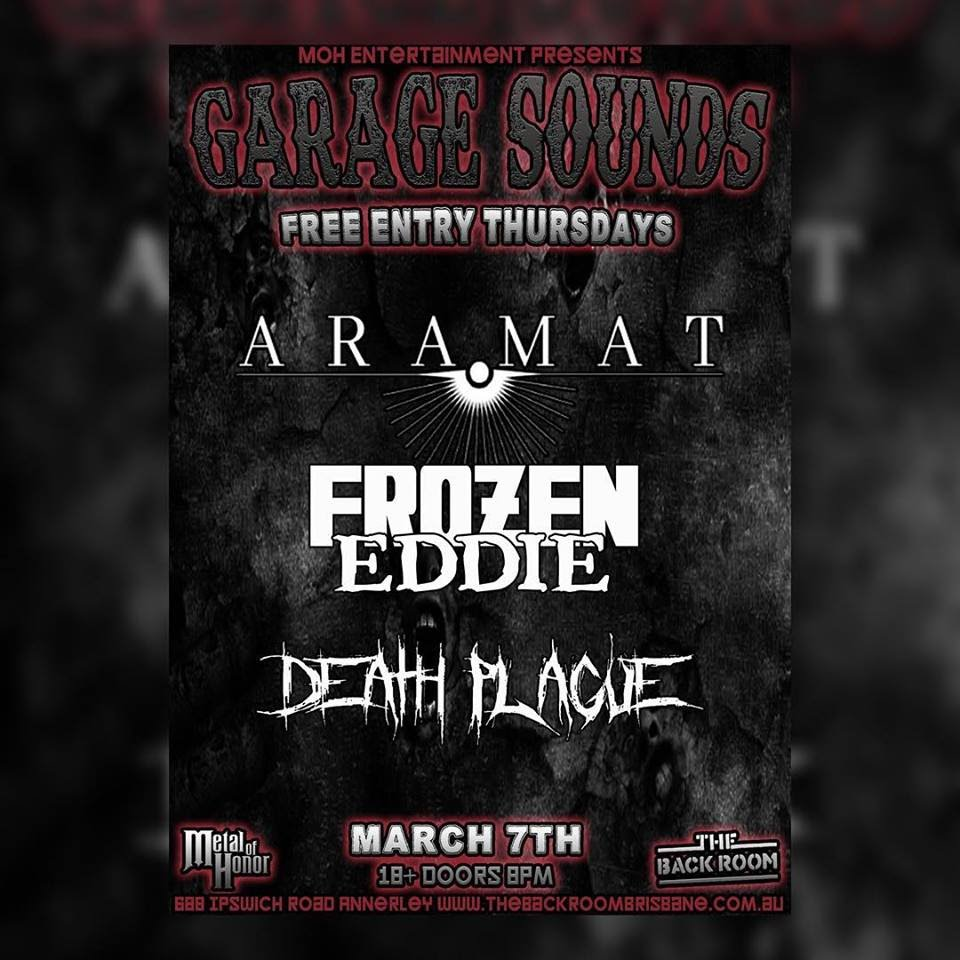 MOH ENTERTAINMENT PRESENTS
GARAGE SOUNDS
FREE ENTRY THURSDAYS
ARAMAT
FROZEN
EDDIE
DEATH PLAGUE
Metal of
Honor
MARCH 7TH
18+ DOORS 8PM
THE
BACK ROOM
688 IPSWICH ROAD ANNERLEY WWW.THEBACKROOMBRISBANE.COM.AU